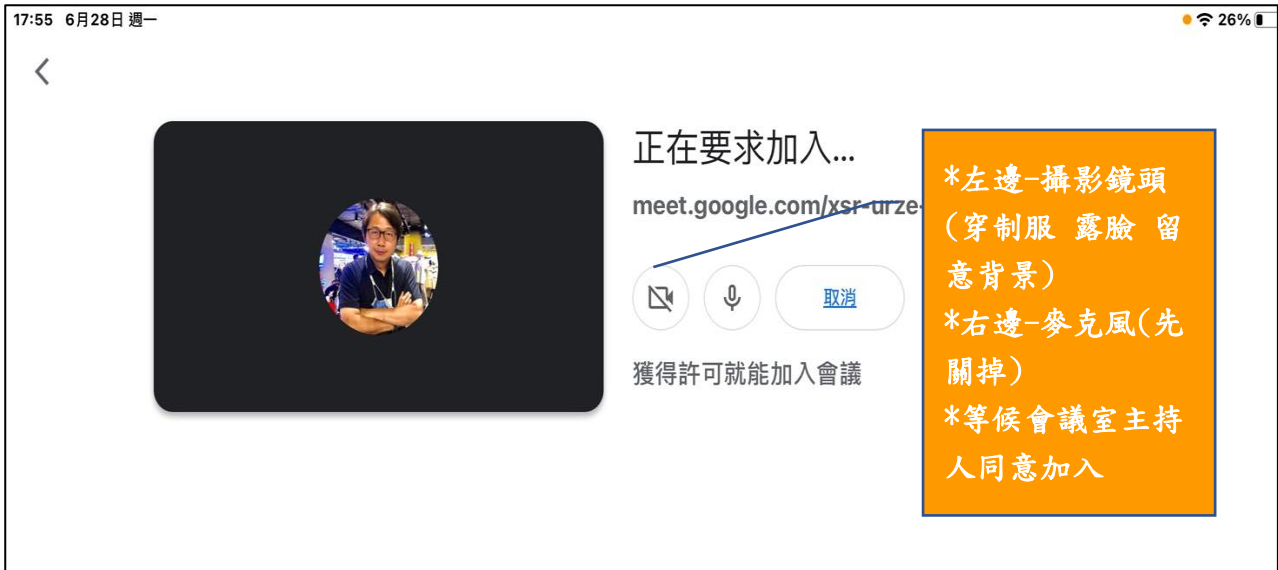 17:55 6月28日 週一
26%
正在要求加入...
meet.google.com/xsr-urze-
取消
獲得許可就能加入會議
*左邊-攝影鏡頭
(穿制服 露臉 留
意背景)
*右邊-麥克風(先
關掉)
*等候會議室主持
人同意加入